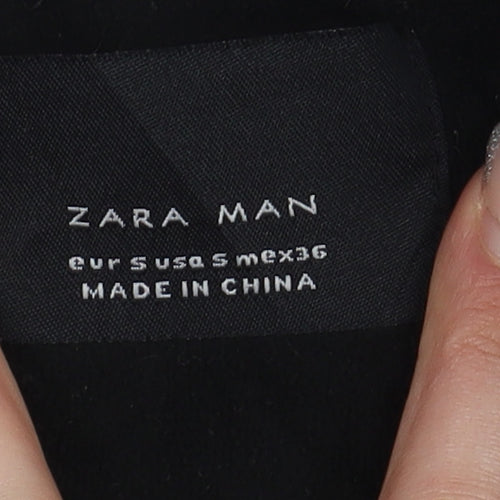 ZARA MAN
eur S usa S mex36
MADE IN CHINA